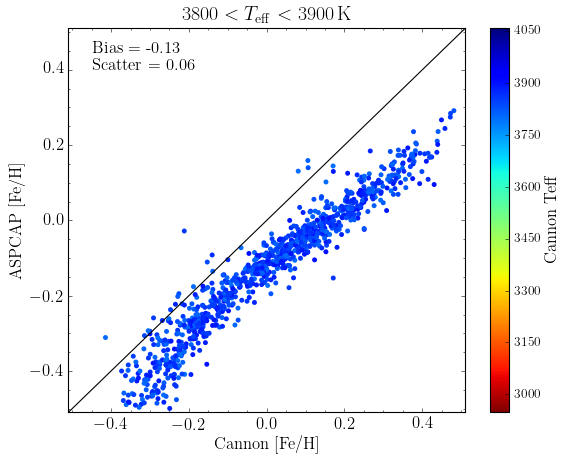 3800 < T_eff < 3900 K
Bias = -0.13
Scatter = 0.06
ASPCAP [Fe/H]
0.4
0.2
0.0
−0.2
−0.4
−0.4 −0.2 0.0 0.2 0.4
Cannon [Fe/H]
4050
3900
3750
3600
3450
3300
3150
3000
Cannon Teff